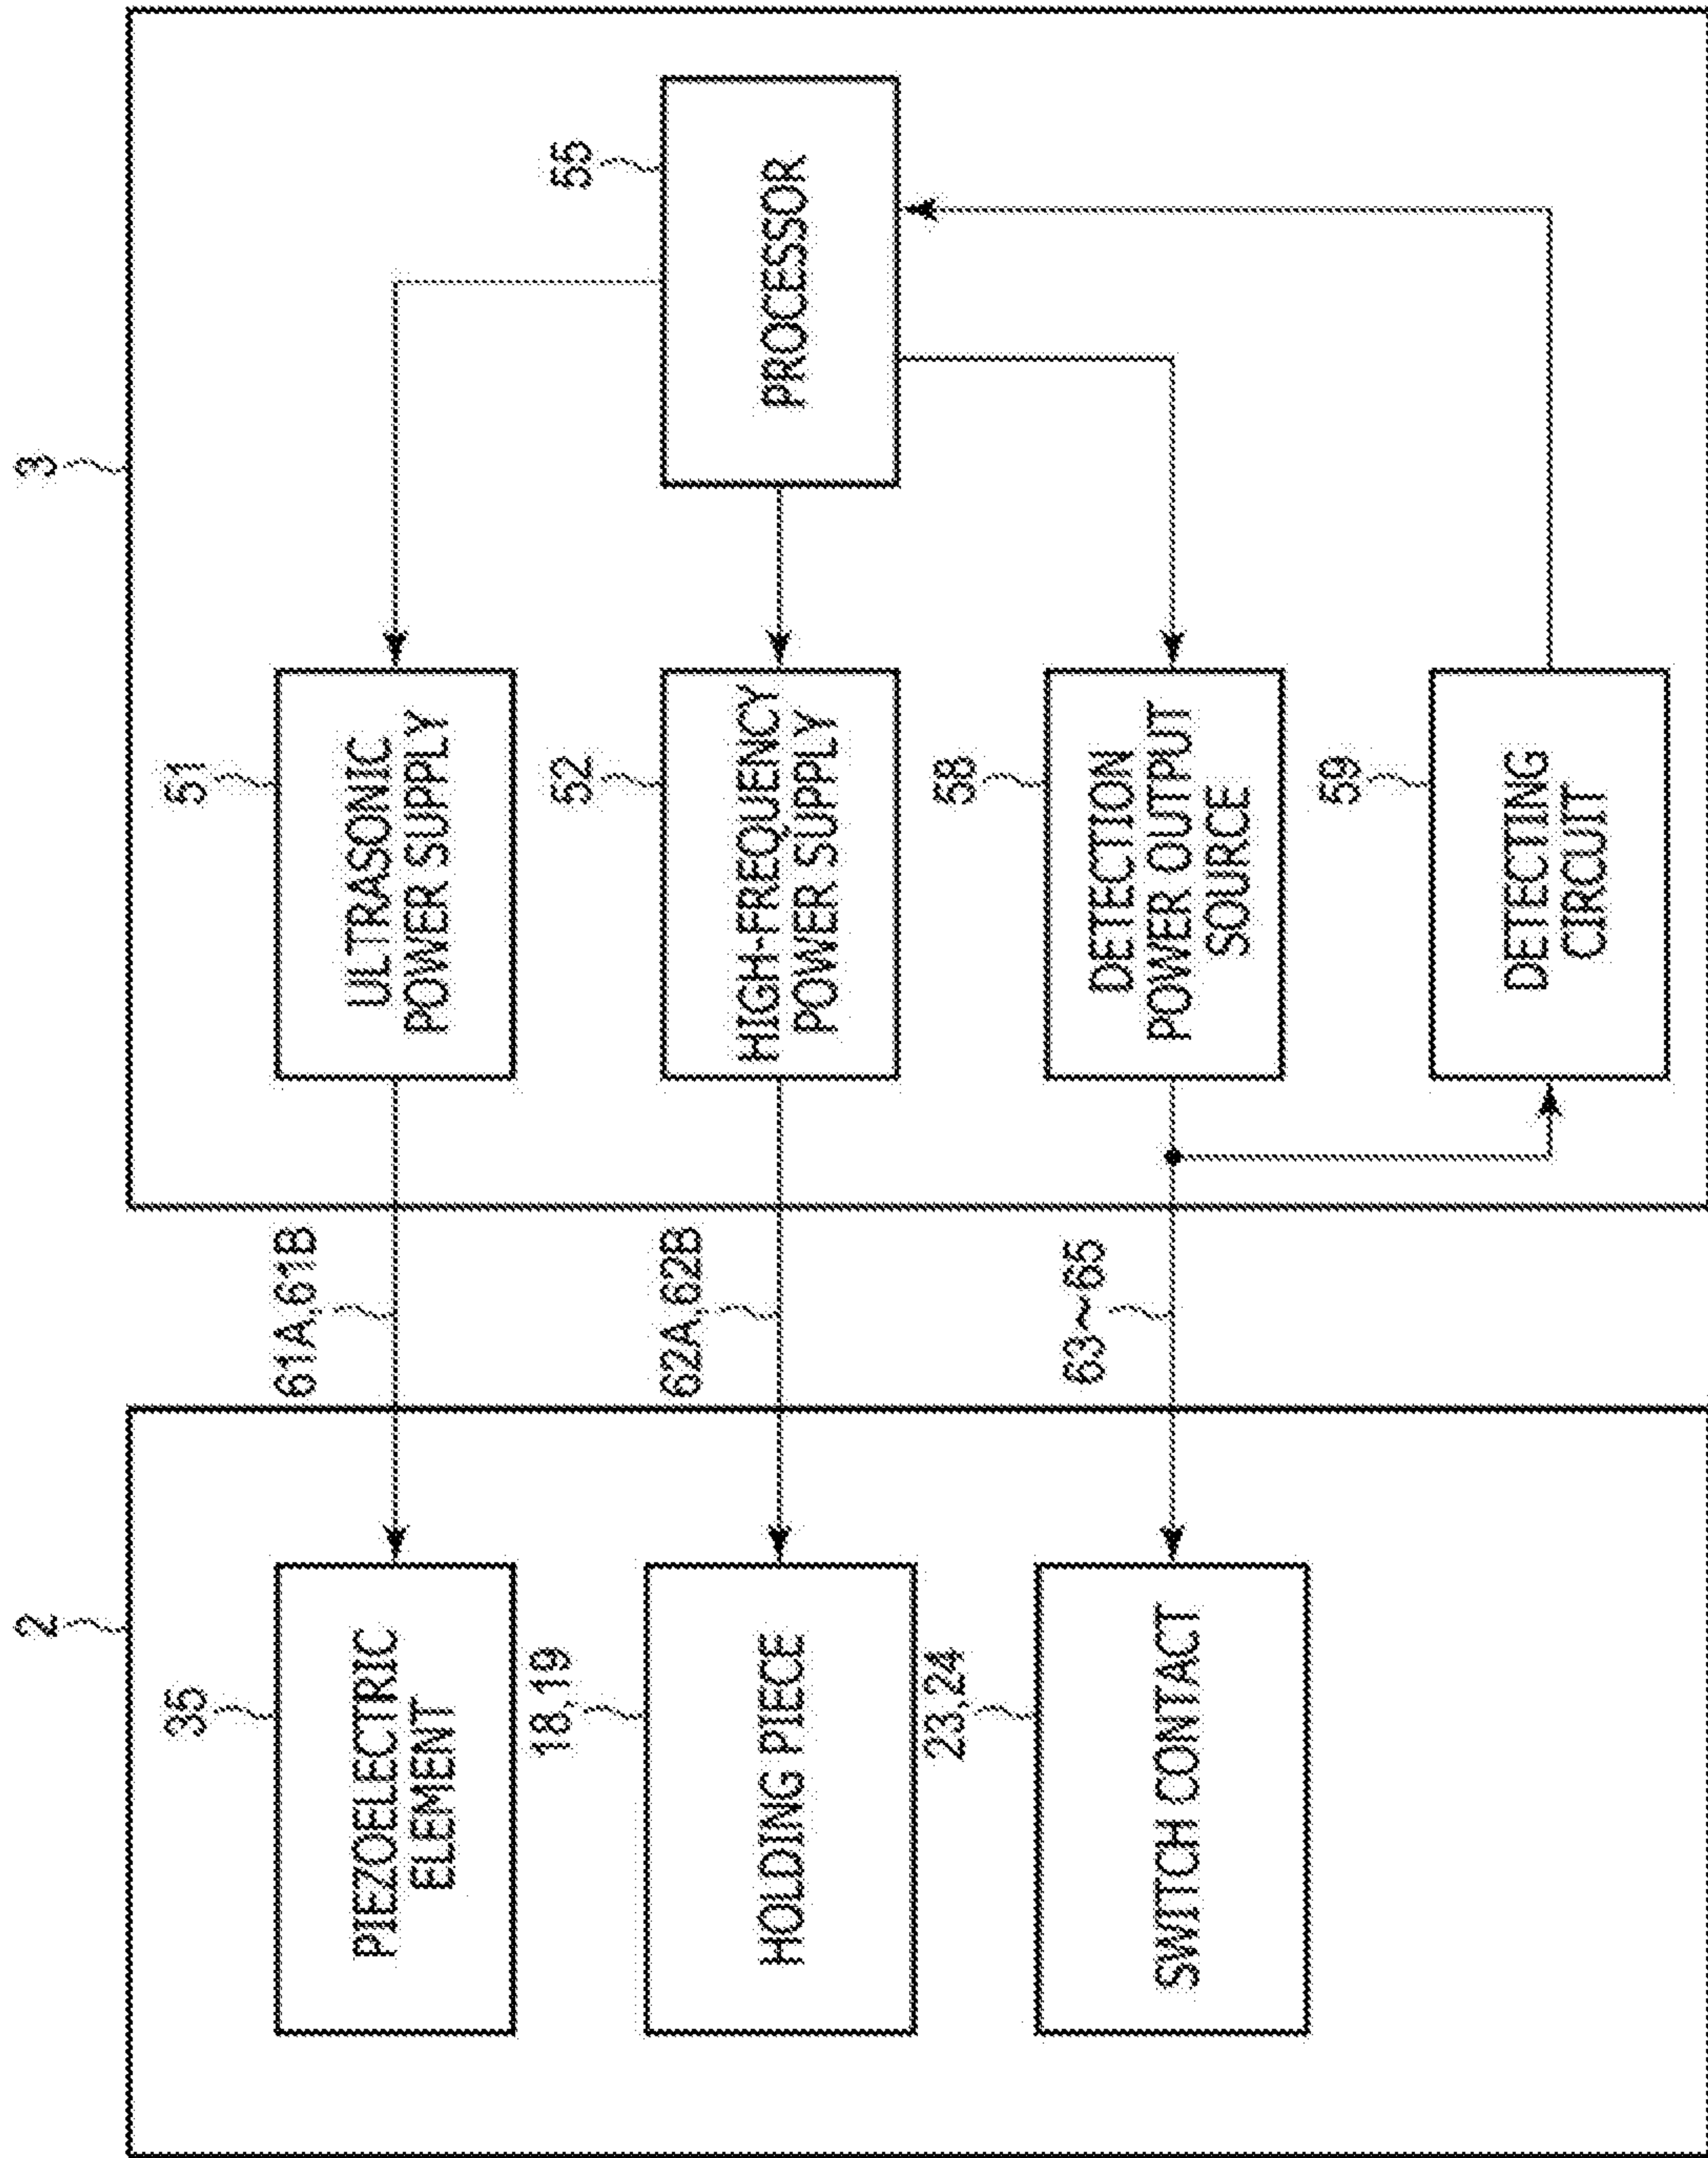 2
3
35
PIEZOELECTRIC
ELEMENT
61A,61B
51
ULTRASONIC
POWER SUPPLY
18,19
HOLDING PIECE
62A,62B
52
HIGH-FREQUENCY
POWER SUPPLY
55
PROCESSOR
23,24
SWITCH CONTACT
63~65
58
DETECTION
POWER OUTPUT
SOURCE
59
DETECTING
CIRCUIT